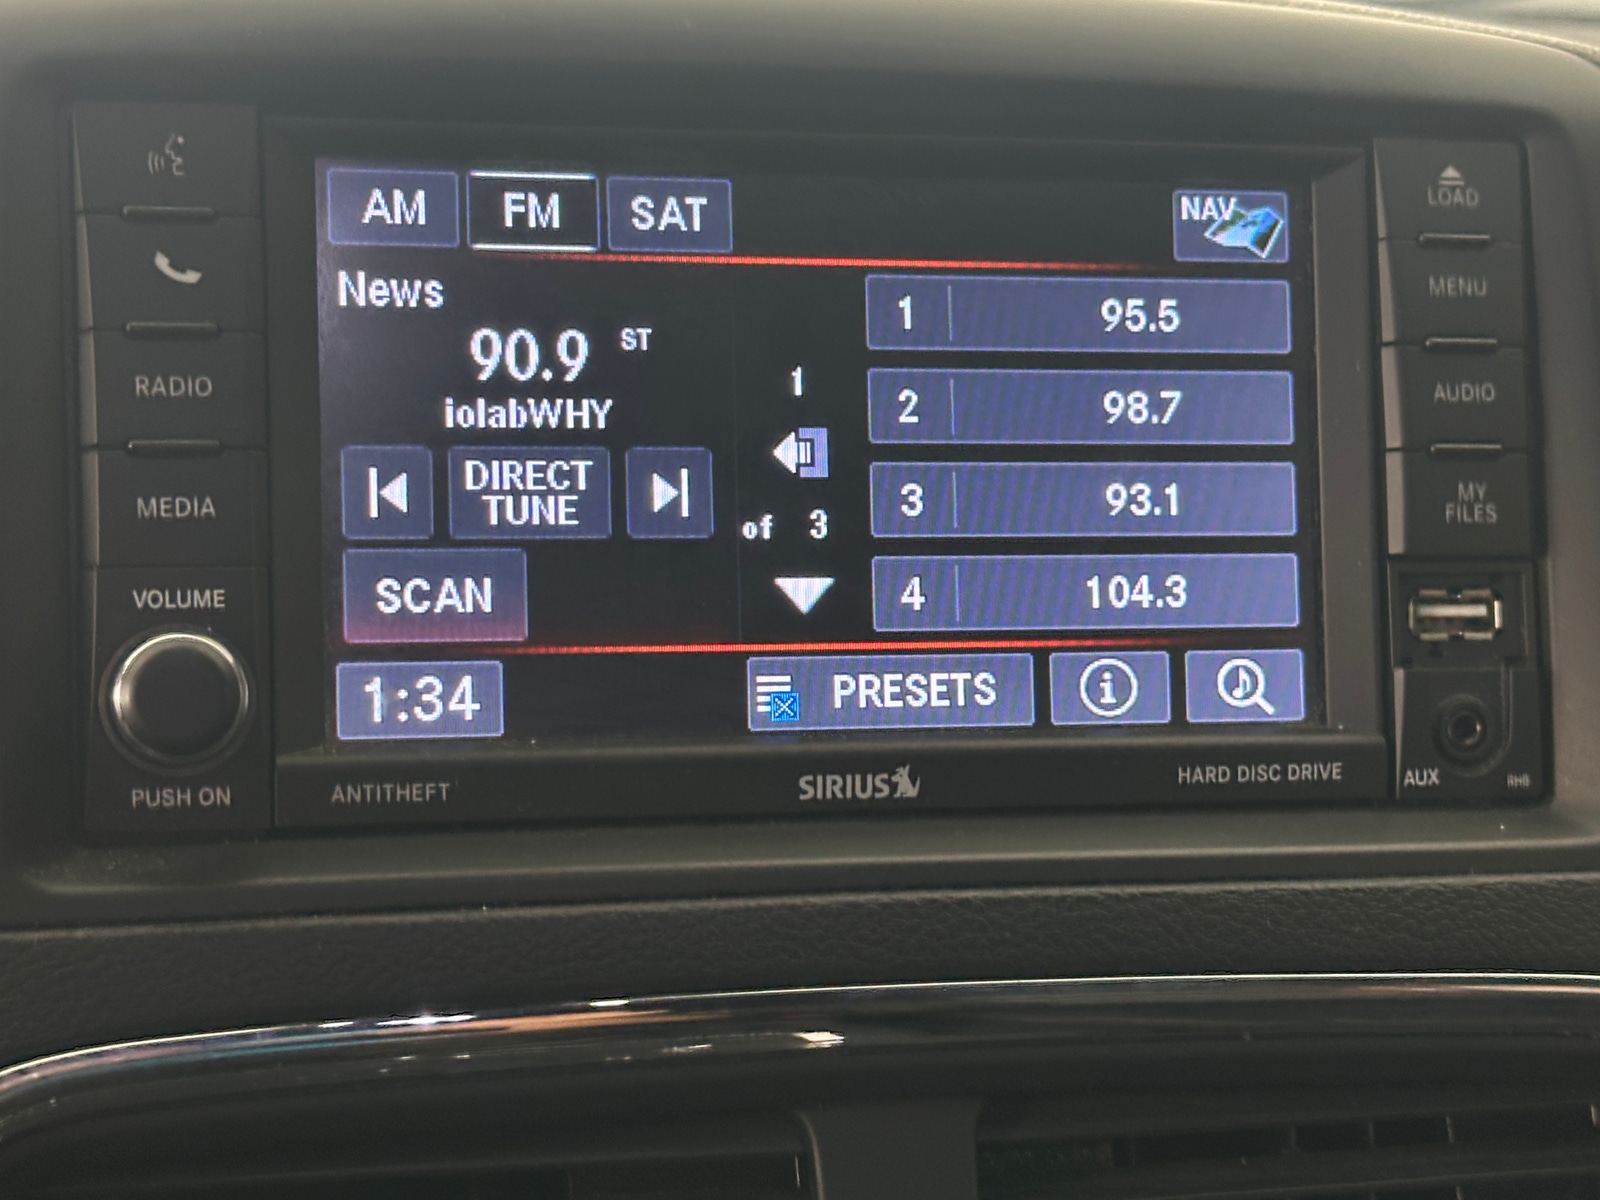 AM FM SAT NAV
News
90.9 ST
iolabWHY
DIRECT
TUNE
SCAN
1
of 3
1 95.5
2 98.7
3 93.1
4 104.3
1:34 PRESETS
RADIO
MEDIA
VOLUME
PUSH ON
LOAD
MENU
AUDIO
MY
FILES
AUX RHB
ANTITHEFT SIRIUS HARD DISC DRIVE